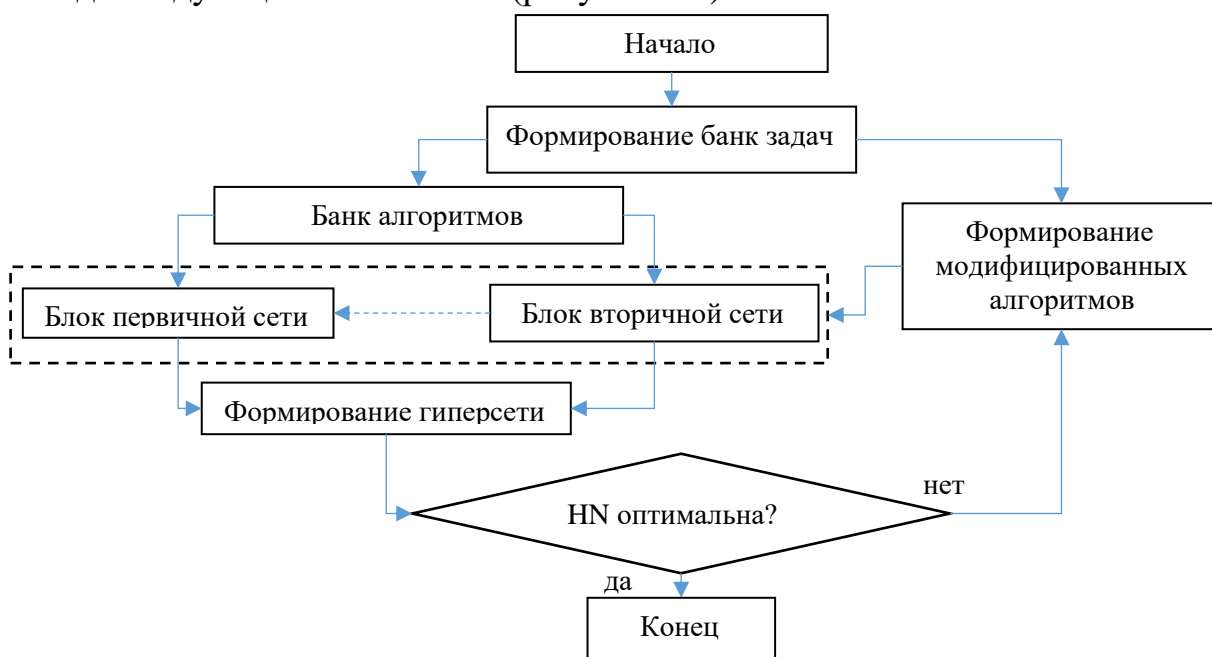 Начало
Формирование банк задач
Банк алгоритмов
Формирование
модифицированных
алгоритмов
Блок первичной сети
Блок вторичной сети
Формирование гиперсети
HN оптимальна?
нет
да
Конец